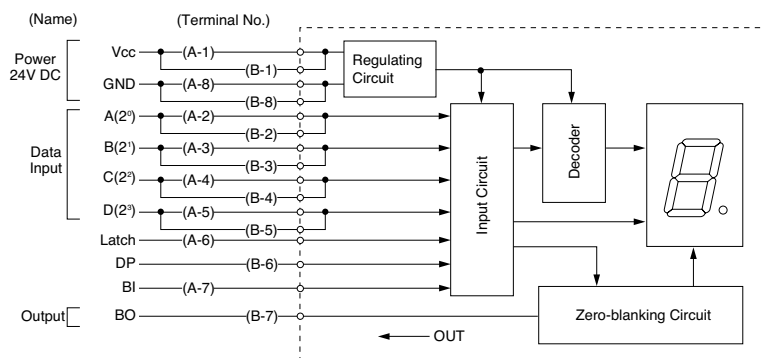 (Name) (Terminal No.)
Power
24V DC
Vcc (A-1)
(B-1)
GND (A-8)
(B-8)
Regulating
Circuit
Data
Input
A(2⁰) (A-2)
(B-2)
B(2¹) (A-3)
(B-3)
C(2²) (A-4)
(B-4)
D(2³) (A-5)
(B-5)
Latch (A-6)
DP (B-6)
BI (A-7)
Input Circuit
Decoder
Output BO (B-7)
OUT
Zero-blanking Circuit